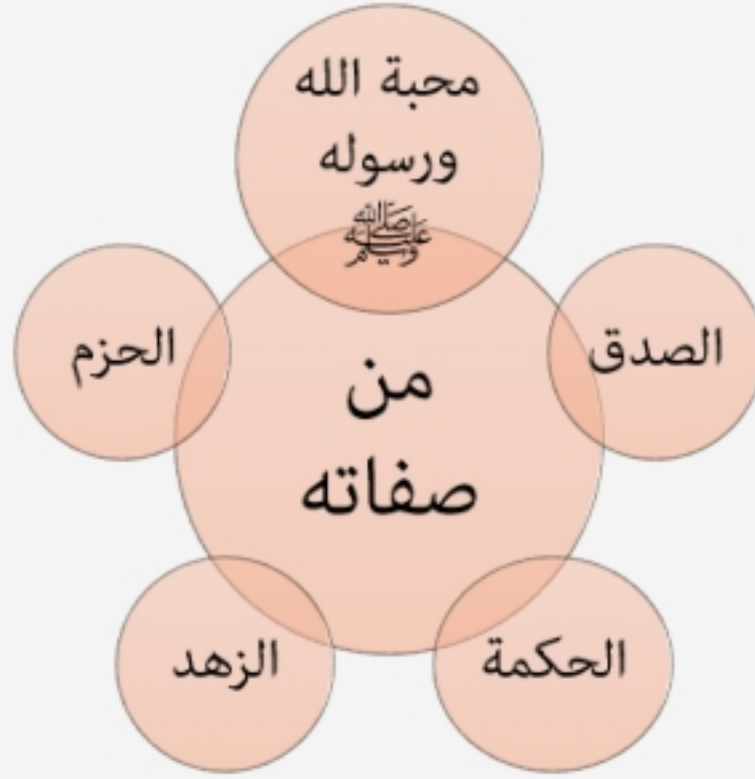 محبة الله
ورسوله
ﷺ
الصدق
الحزم
من
صفاته
الحكمة
الزهد